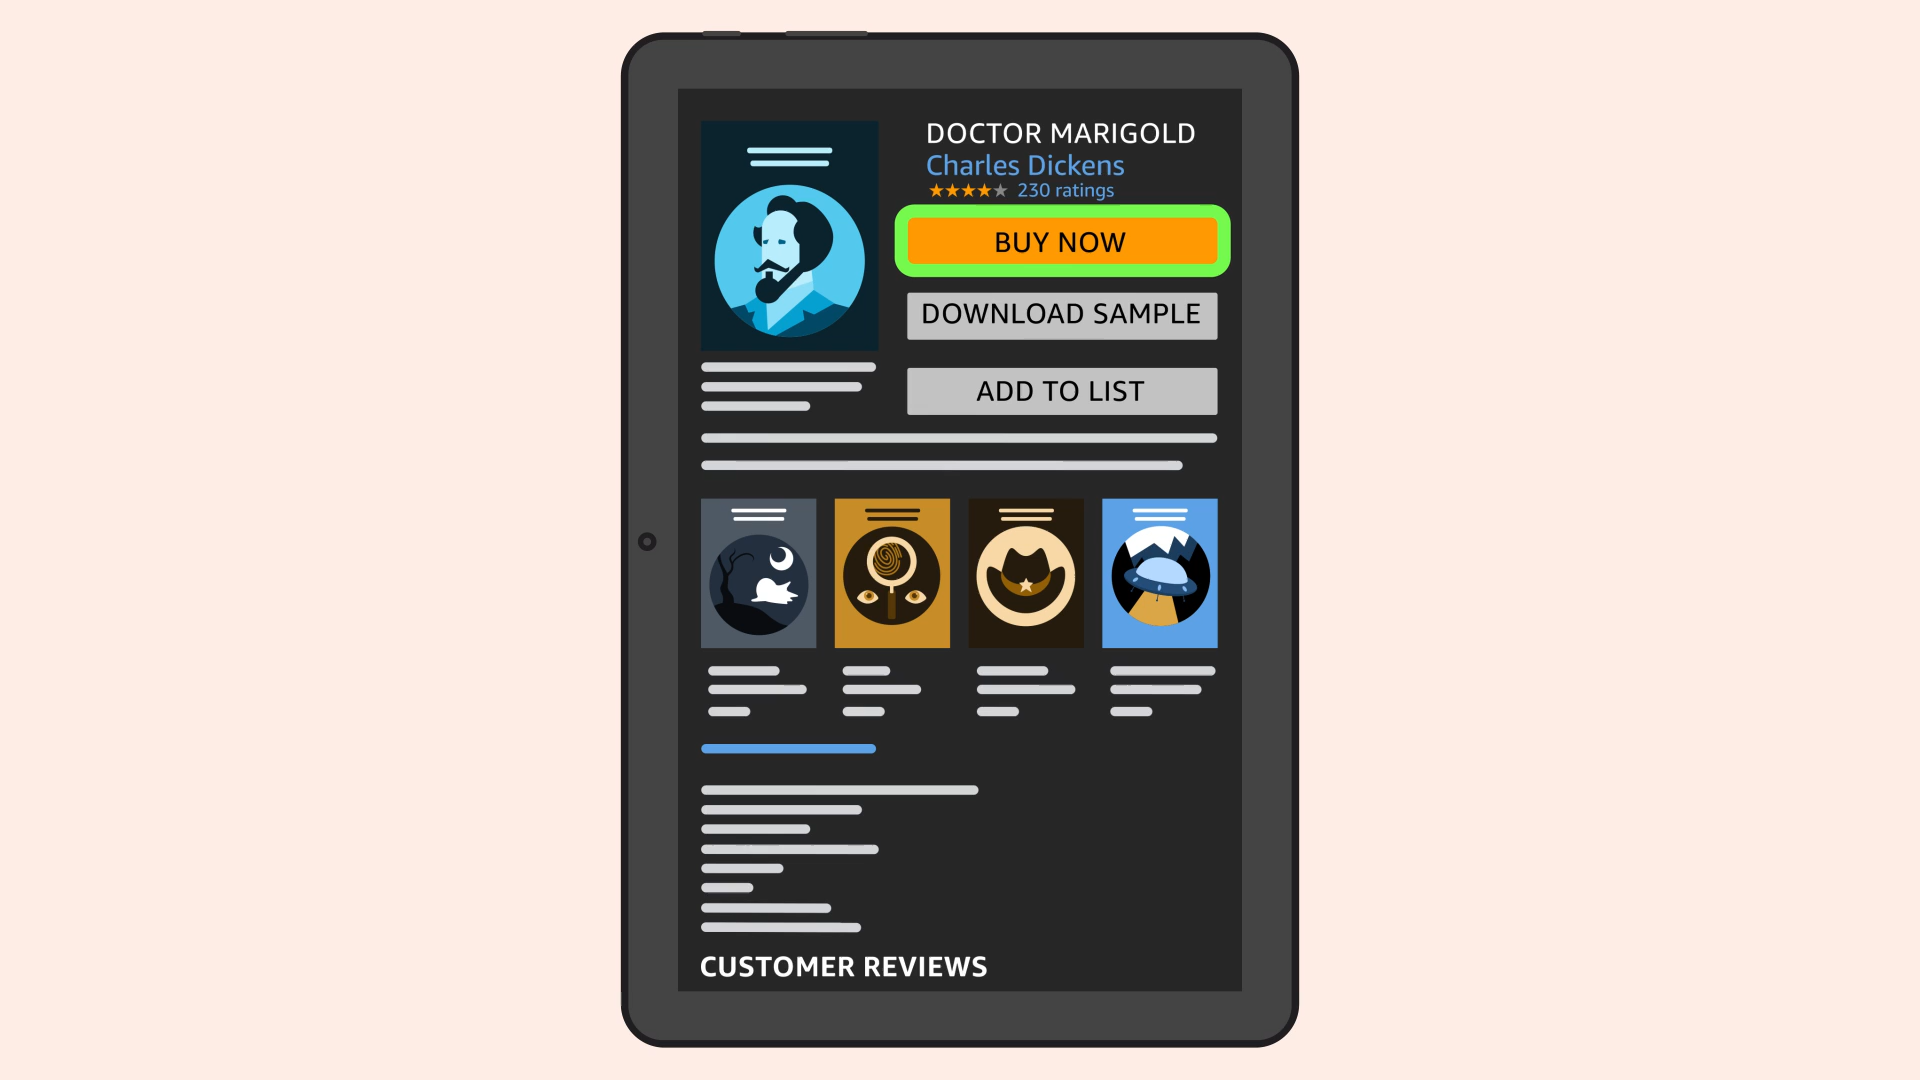 DOCTOR MARIGOLD
Charles Dickens
230 ratings
BUY NOW
DOWNLOAD SAMPLE
ADD TO LIST
CUSTOMER REVIEWS